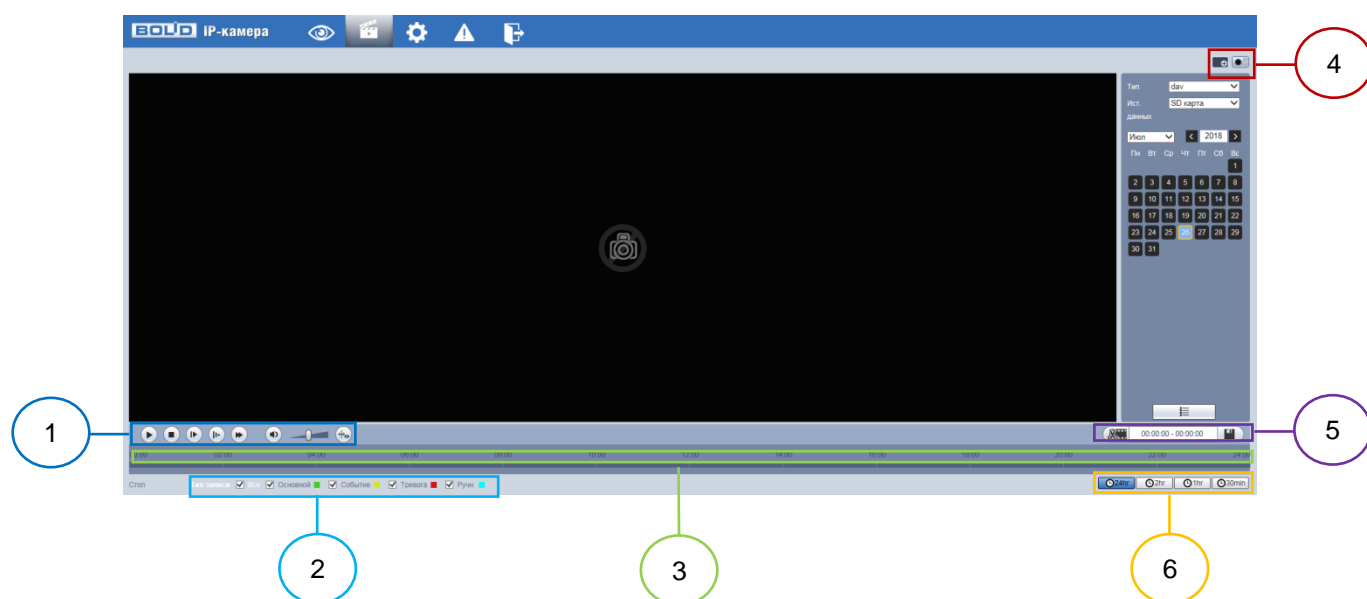 BOLID IP-камера
4
Тип dav
Ист. SD карта
данных
Июл 2018
Пн Вт Ср Чт Пт Сб Вс
1
2 3 4 5 6 7 8
9 10 11 12 13 14 15
16 17 18 19 20 21 22
23 24 25 26 27 28 29
30 31
1
00:00:00 - 00:00:00
5
02:00 04:00 06:00 08:00 10:00 12:00 14:00 16:00 18:00 20:00 22:00 24:00
Стоп Тип записи Все Основной Событие Тревога Ручн.
24hr 2hr 1hr 30min
2
3
6